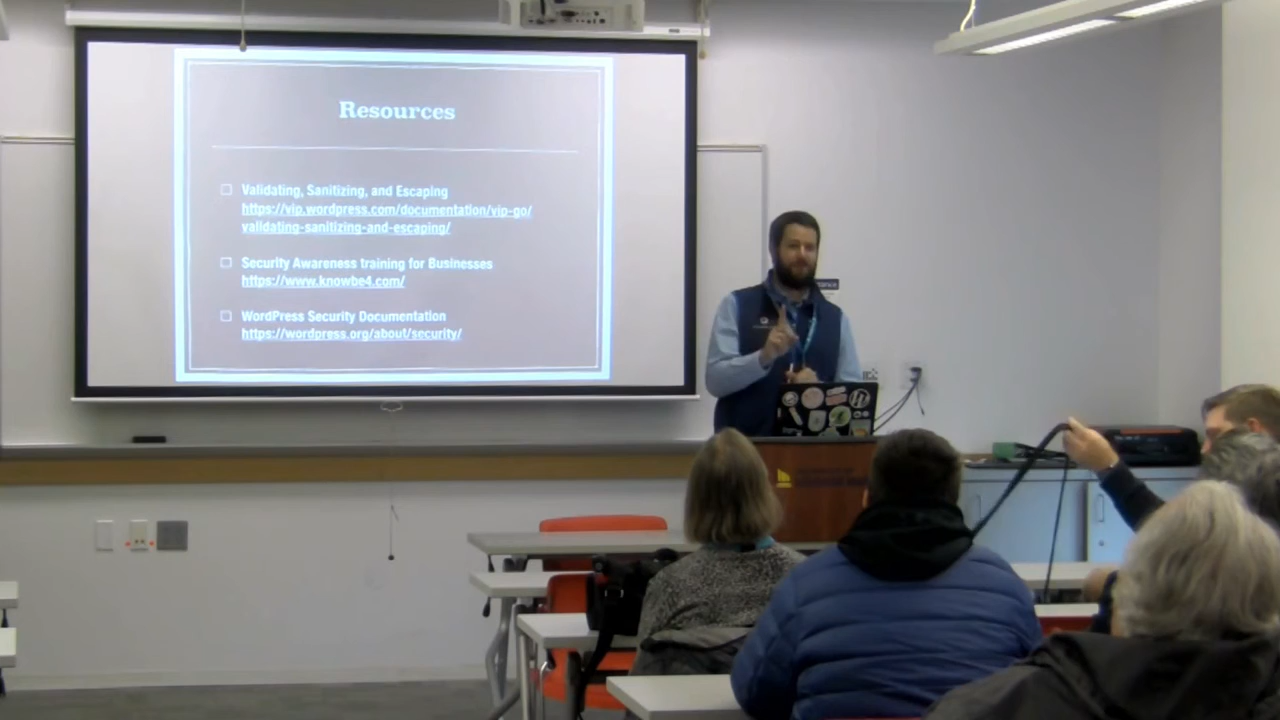 Resources
Validating, Sanitizing, and Escaping
https://vip.wordpress.com/documentation/vip-go/
validating-sanitizing-and-escaping/
Security Awareness training for Businesses
https://www.knowbe4.com/
WordPress Security Documentation
https://wordpress.org/about/security/